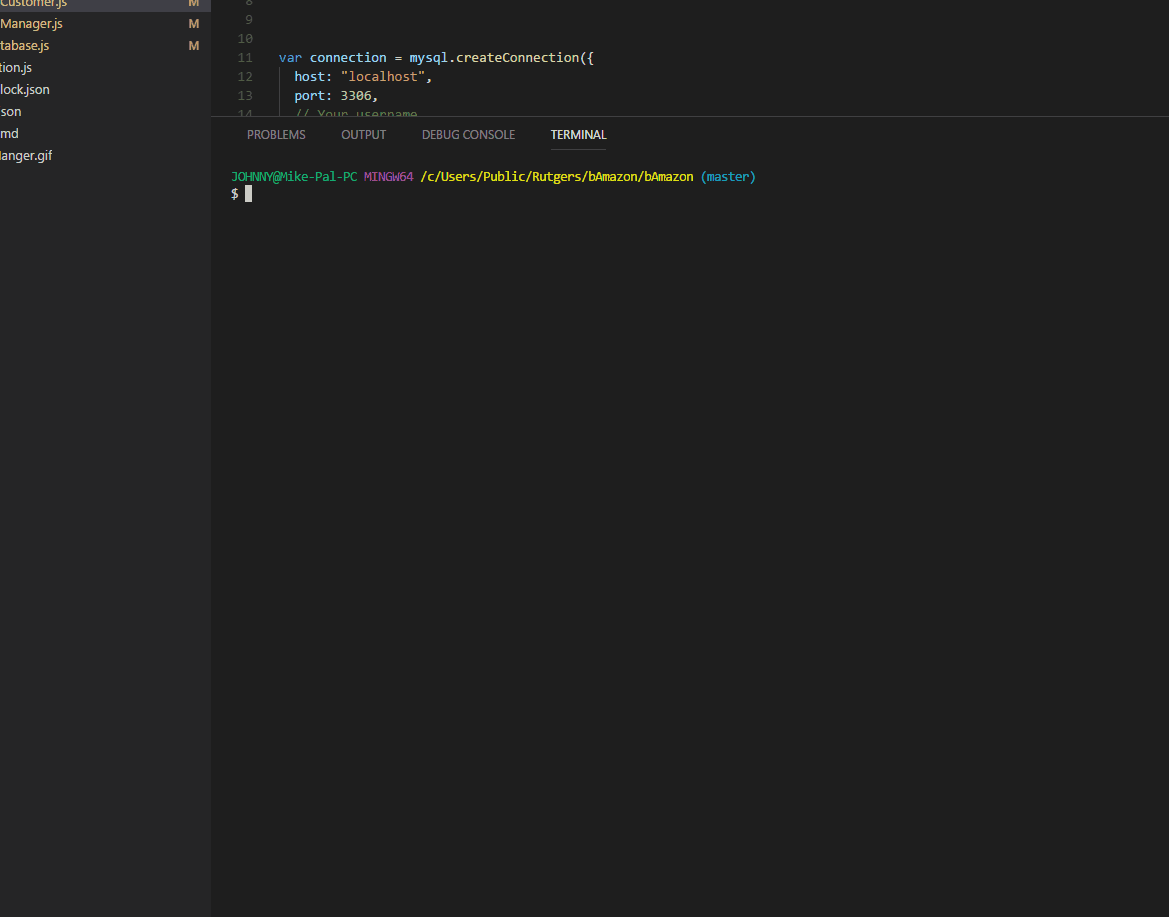 Customer.js M
Manager.js M
tabase.js M
tion.js
lock.json
son
md
anger.gif
8
9
10
11 var connection = mysql.createConnection({
12 host: "localhost",
13 port: 3306,
14 // Your username
PROBLEMS OUTPUT DEBUG CONSOLE TERMINAL
JOHNNY@Mike-Pal-PC MINGW64 /c/Users/Public/Rutgers/bAmazon/bAmazon (master)
$